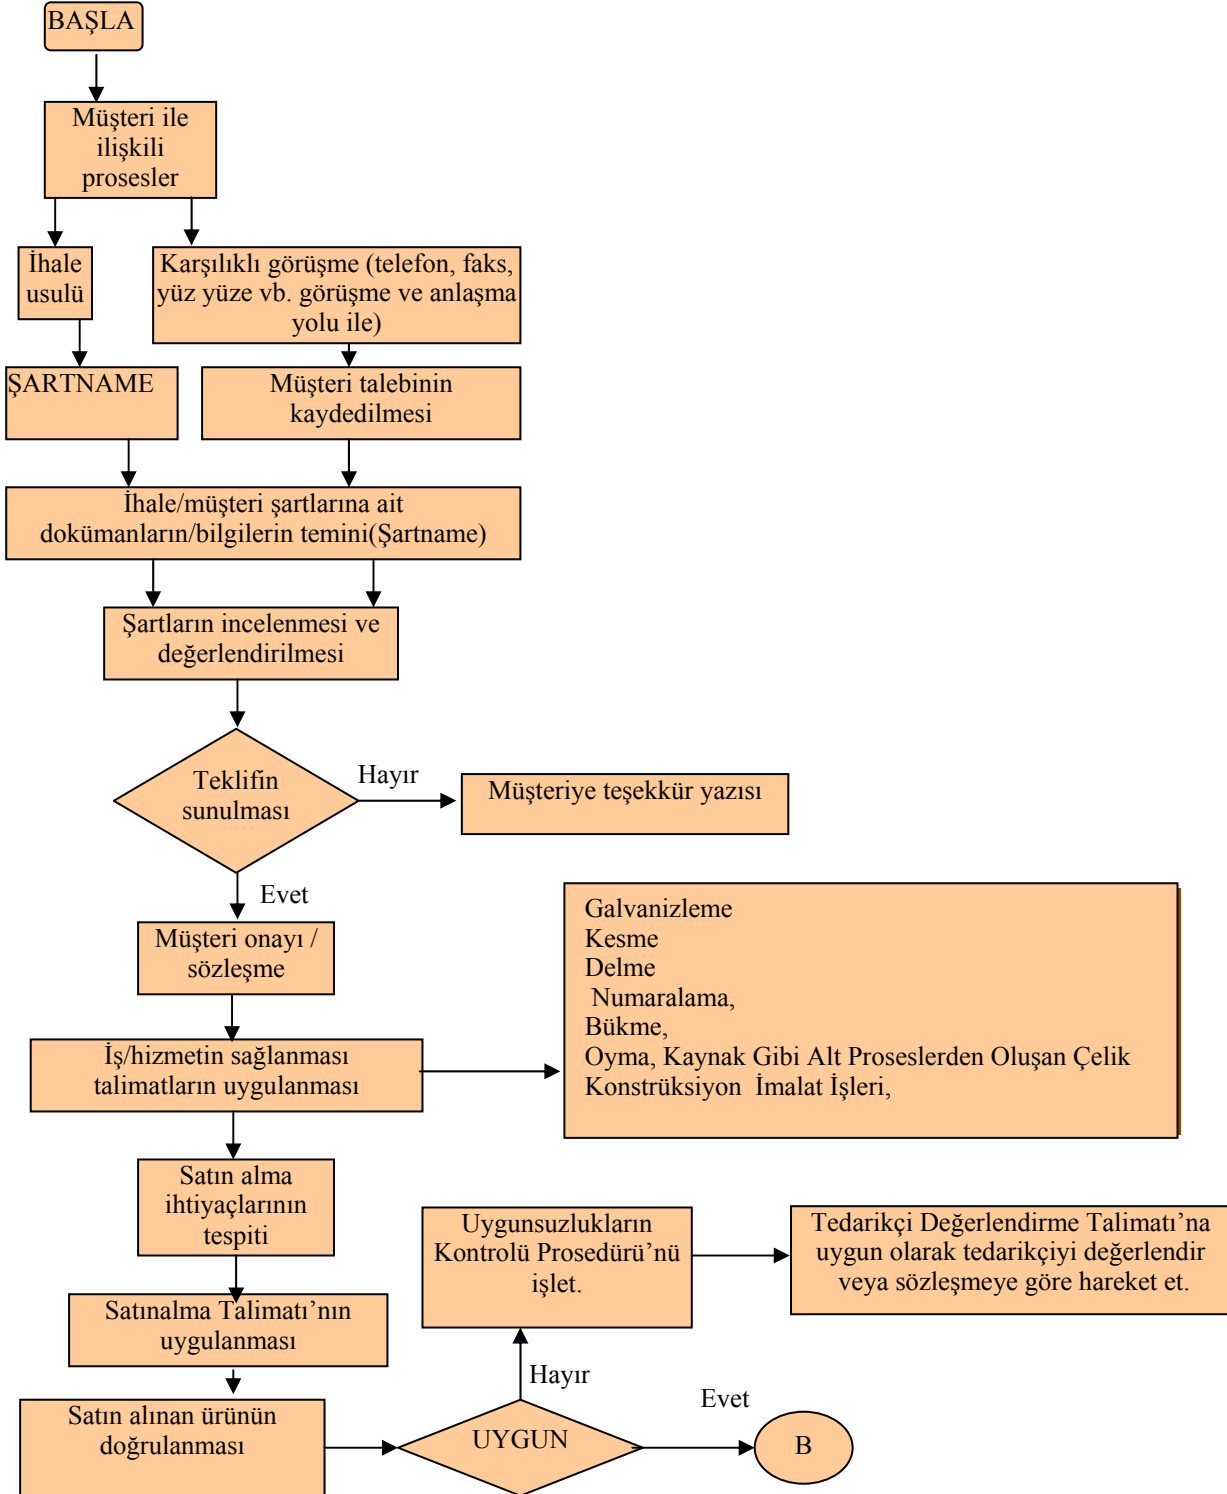 BAŞLA
Müşteri ile
ilişkili
prosesler
İhale
usulü
Karşılıklı görüşme (telefon, faks,
yüz yüze vb. görüşme ve anlaşma
yolu ile)
ŞARTNAME
Müşteri talebinin
kaydedilmesi
İhale/müşteri şartlarına ait
dokümanların/bilgilerin temini(Şartname)
Şartların incelenmesi ve
değerlendirilmesi
Teklifin
sunulması
Hayır
Müşteriye teşekkür yazısı
Evet
Müşteri onayı /
sözleşme
Galvanizleme
Kesme
Delme
Numaralama,
Bükme,
Oyma, Kaynak Gibi Alt Proseslerden Oluşan Çelik
Konstrüksiyon İmalat İşleri,
İş/hizmetin sağlanması
talimatların uygulanması
Satın alma
ihtiyaçlarının
tespiti
Uygunsuzlukların
Kontrolü Prosedürü’nü
işlet.
Tedarikçi Değerlendirme Talimatı’na
uygun olarak tedarikçiyi değerlendir
veya sözleşmeye göre hareket et.
Satınalma Talimatı’nın
uygulanması
Hayır
Evet
Satın alınan ürünün
doğrulanması
UYGUN
B